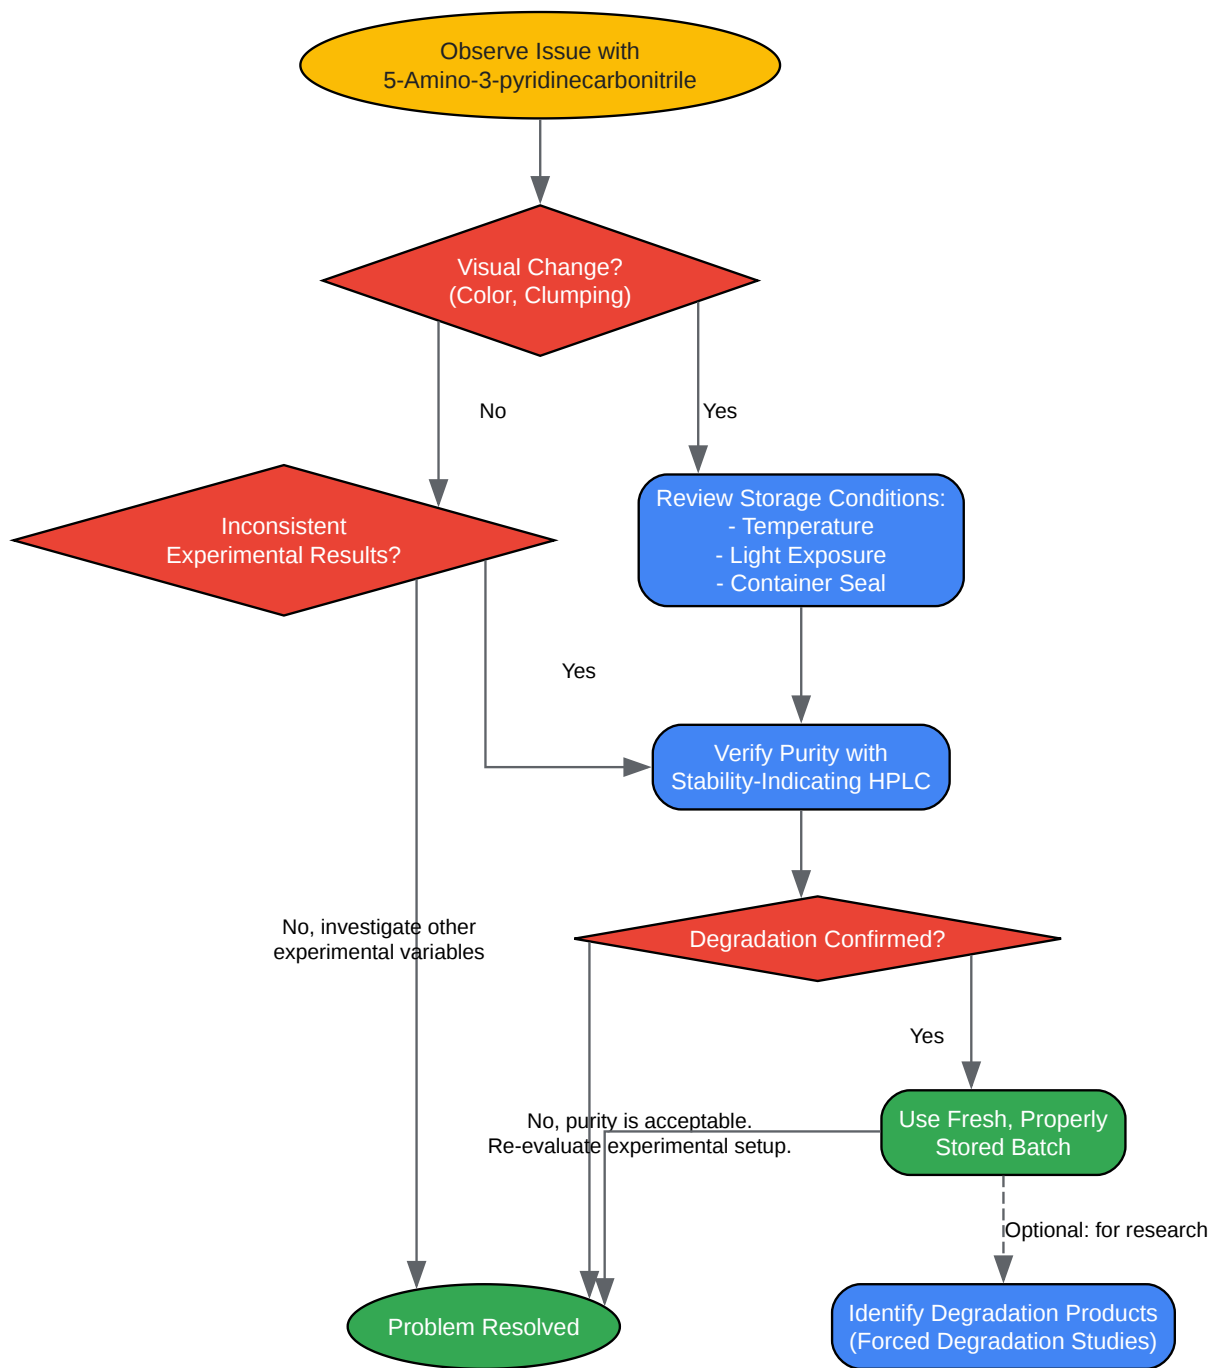 Observe Issue with
5-Amino-3-pyridinecarbonitrile
Visual Change?
(Color, Clumping)
No
Yes
Inconsistent
Experimental Results?
Review Storage Conditions:
- Temperature
- Light Exposure
- Container Seal
Yes
Verify Purity with
Stability-Indicating HPLC
No, investigate other
experimental variables
Degradation Confirmed?
Yes
No, purity is acceptable.
Re-evaluate experimental setup.
Use Fresh, Properly
Stored Batch
Optional: for research
Problem Resolved
Identify Degradation Products
(Forced Degradation Studies)